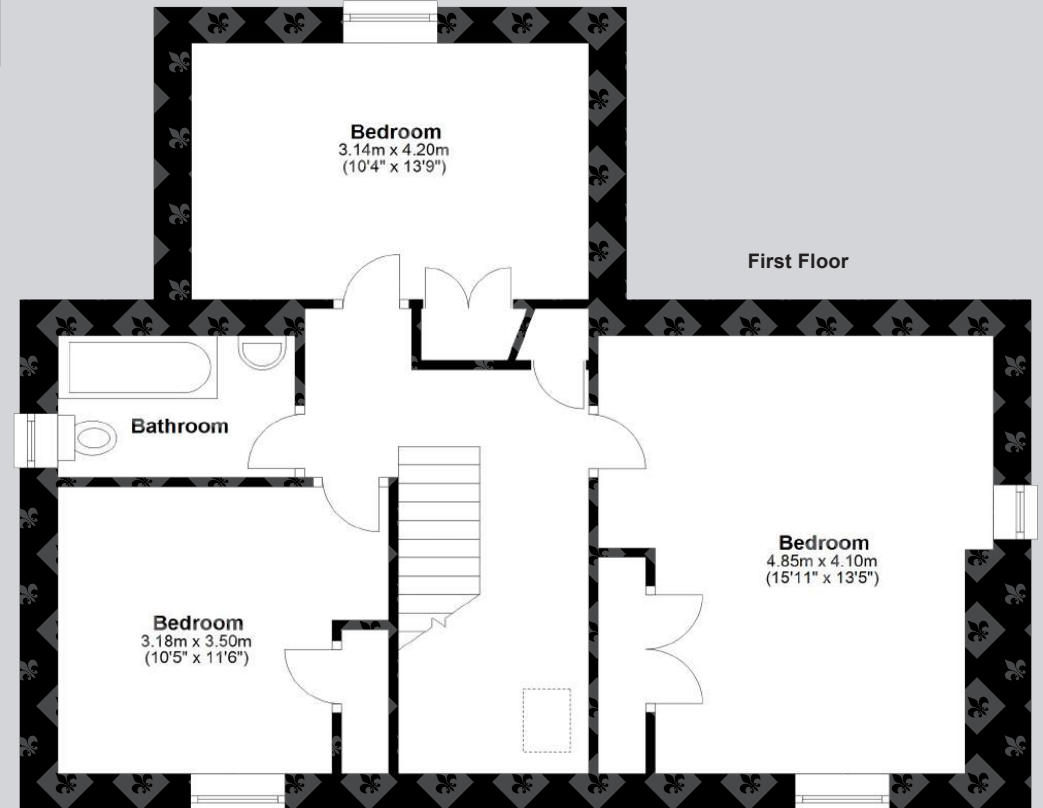 Bedroom
3.14m x 4.20m
(10'4" x 13'9")
First Floor
Bathroom
Bedroom
4.85m x 4.10m
(15'11" x 13'5")
Bedroom
3.18m x 3.50m
(10'5" x 11'6")